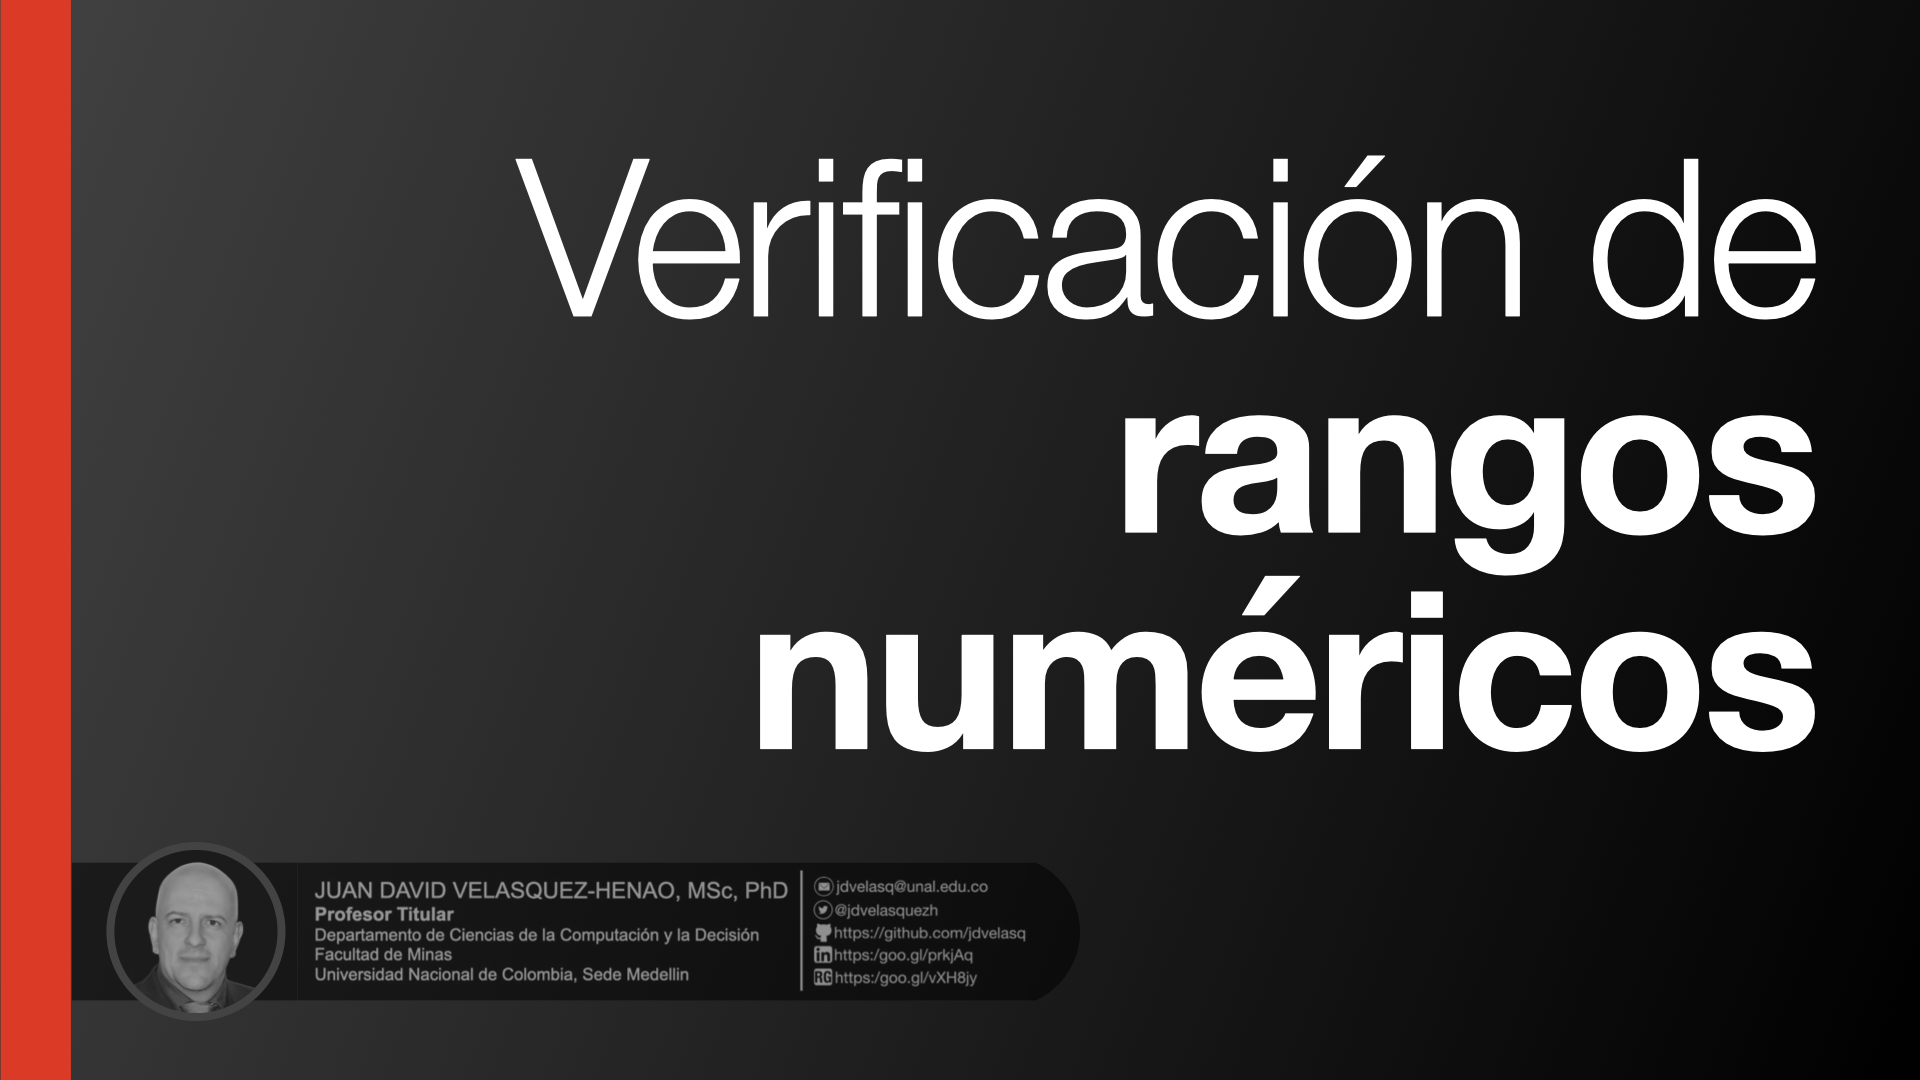 Verificación de
rangos
numéricos
JUAN DAVID VELASQUEZ-HENAO, MSc, PhD
Profesor Titular
Departamento de Ciencias de la Computación y la Decisión
Facultad de Minas
Universidad Nacional de Colombia, Sede Medellin
jdvelasq@unal.edu.co
@jdvelasquezh
https://github.com/jdvelasq
in https:/goo.gl/prkjAq
RG https:/goo.gl/vXH8jy